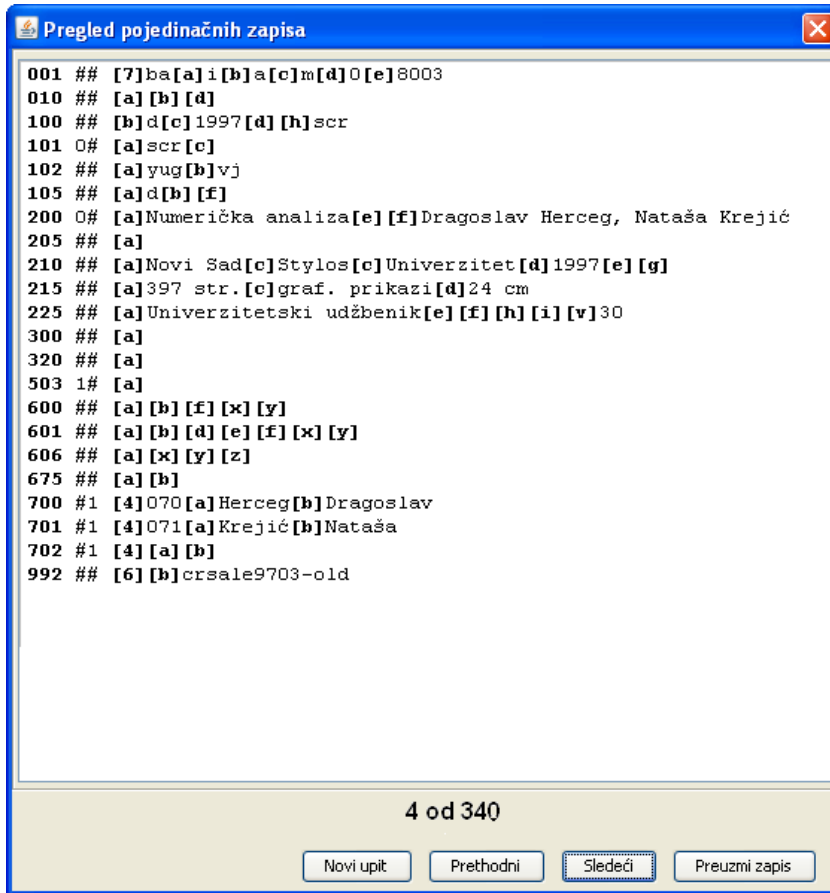 Pregled pojedinačnih zapisa
001 ## [7]ba[a]i[b]a[c]m[d]0[e]8003
010 ## [a][b][d]
100 ## [b]d[c]1997[d][h]scr
101 0# [a]scr[c]
102 ## [a]yug[b]vj
105 ## [a]d[b][f]
200 0# [a]Numerička analiza[e][f]Dragoslav Herceg, Nataša Krejić
205 ## [a]
210 ## [a]Novi Sad[c]Stylos[c]Univerzitet[d]1997[e][g]
215 ## [a]397 str.[c]graf. prikazi[d]24 cm
225 ## [a]Univerzitetski udžbenik[e][f][h][i][v]30
300 ## [a]
320 ## [a]
503 1# [a]
600 ## [a][b][f][x][y]
601 ## [a][b][d][e][f][x][y]
606 ## [a][x][y][z]
675 ## [a][b]
700 #1 [4]070[a]Herceg[b]Dragoslav
701 #1 [4]071[a]Krejić[b]Nataša
702 #1 [4][a][b]
992 ## [6][b]crsale9703-old
4 od 340
Novi upit Prethodni Sledeći Preuzmi zapis